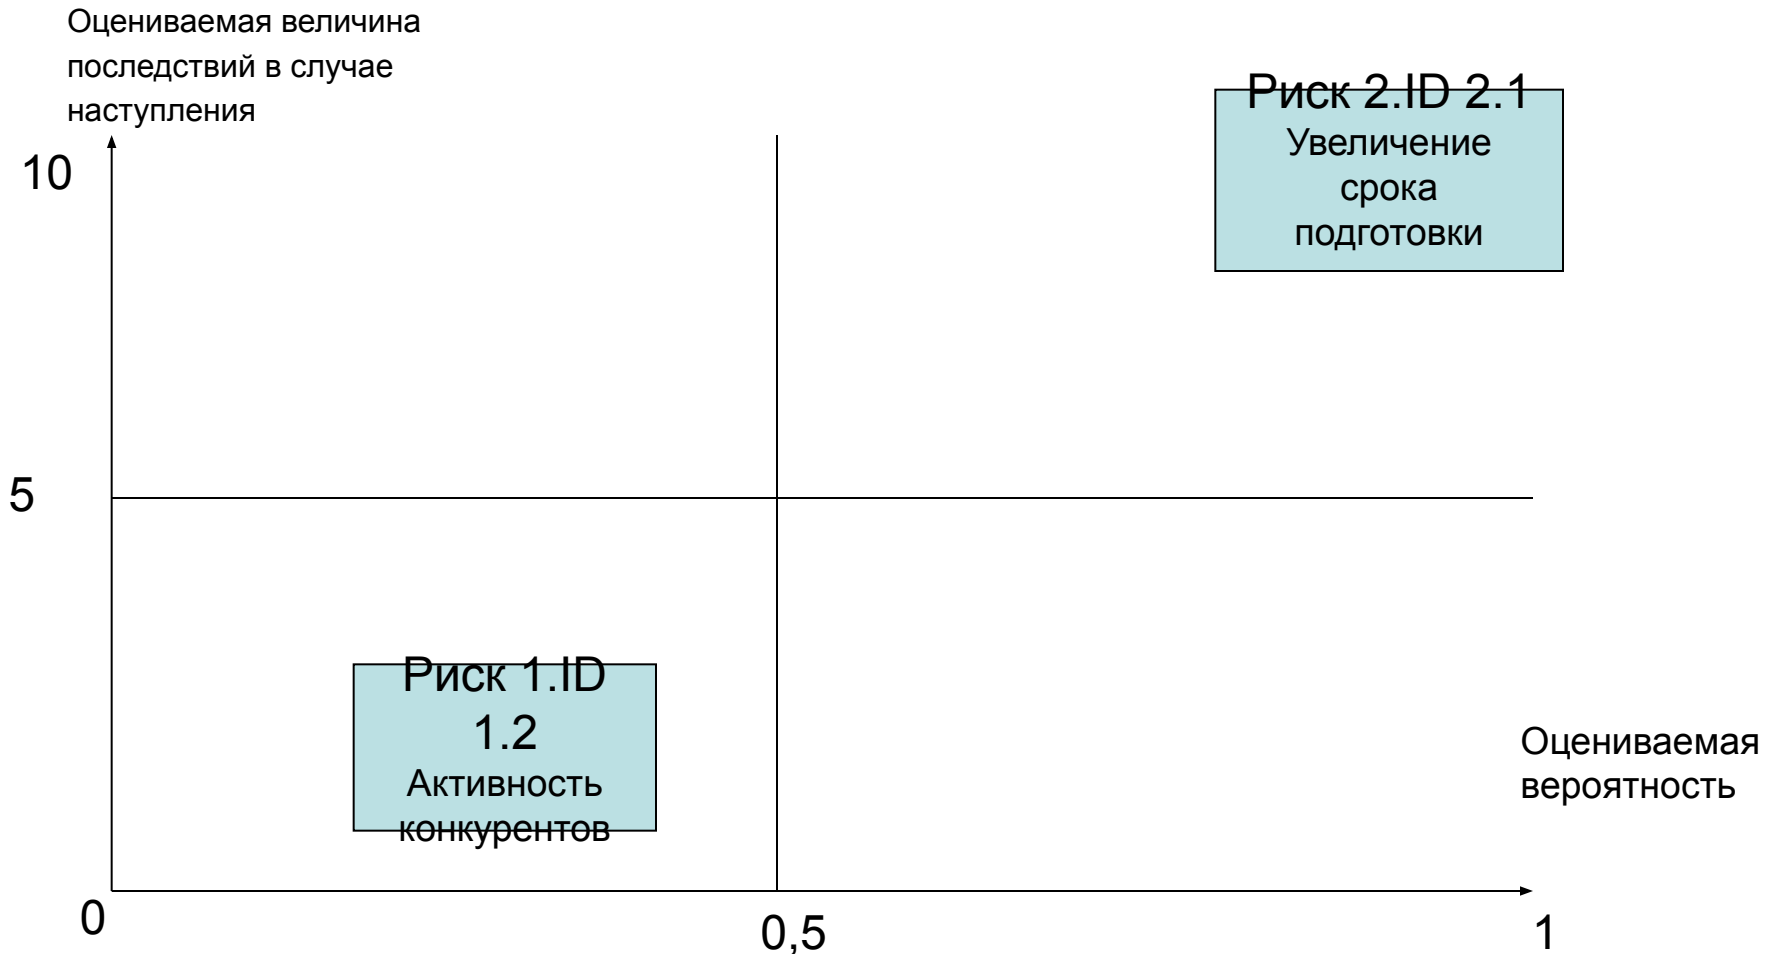 Оцениваемая величина
последствий в случае
наступления
10
Риск 2.ID 2.1
Увеличение
срока
подготовки
5
Риск 1.ID
1.2
Активность
конкурентов
Оцениваемая
вероятность
0
0,5
1